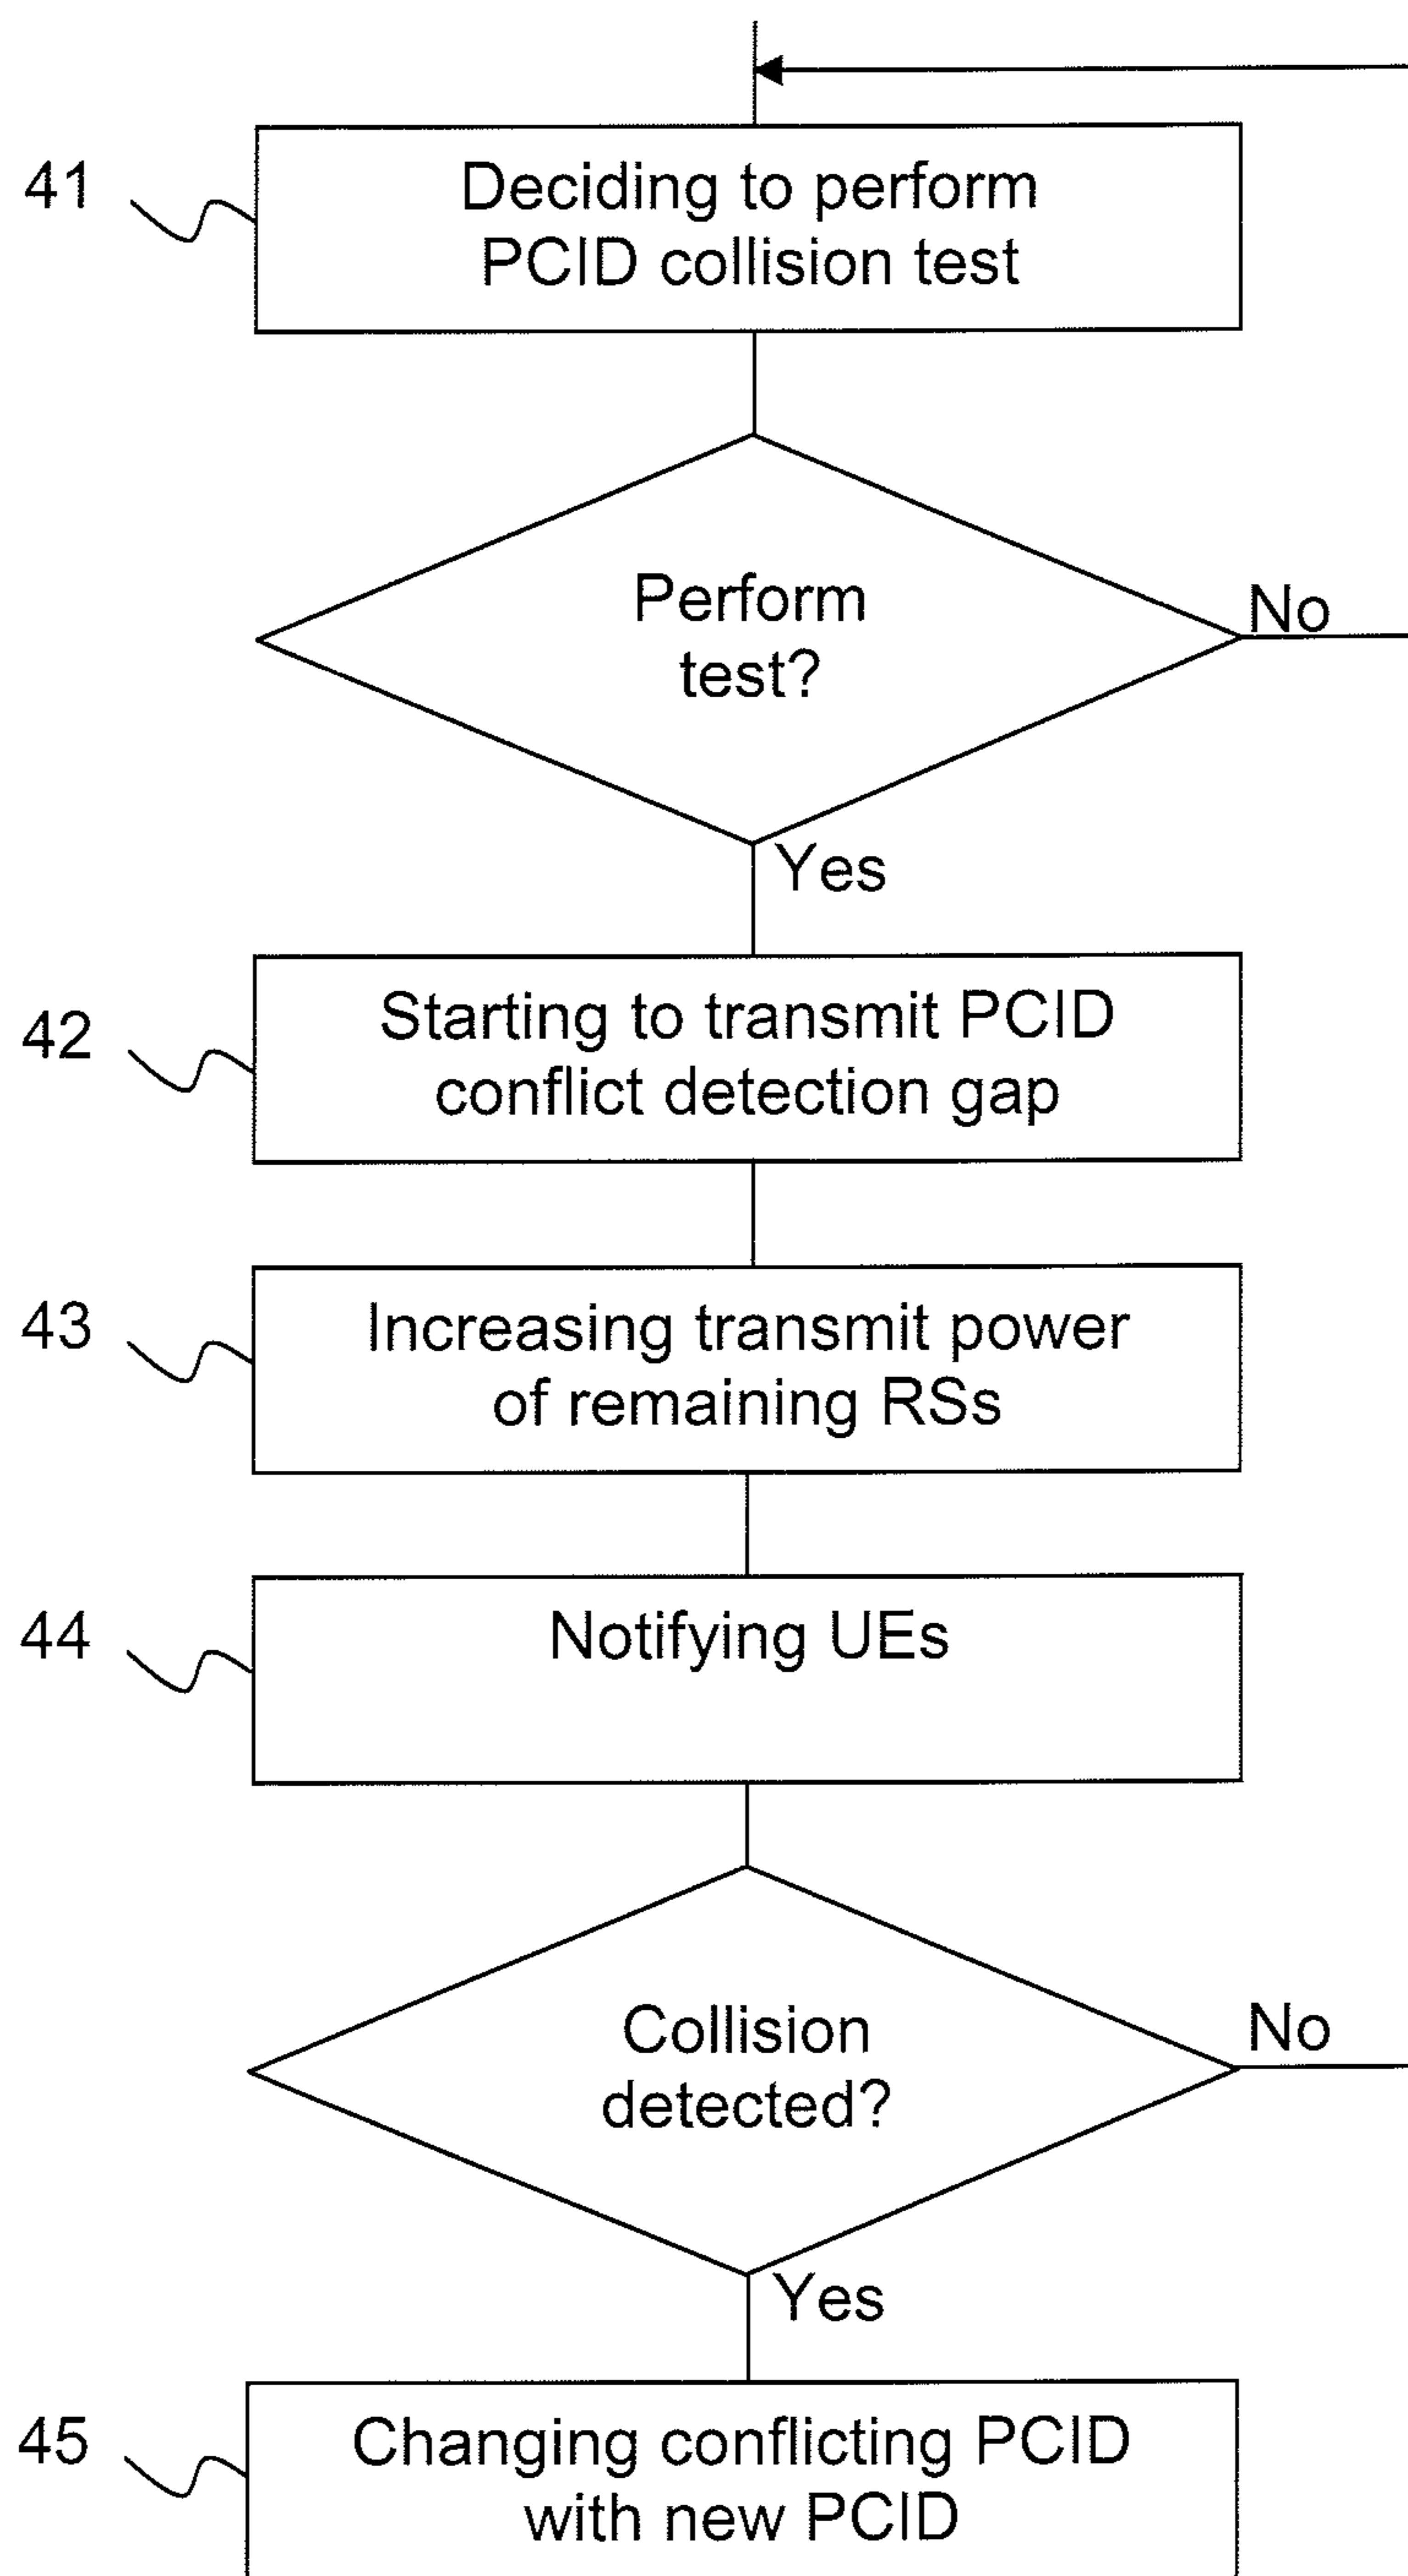 41
Deciding to perform
PCID collision test
Perform
test?
No
Yes
42
Starting to transmit PCID
conflict detection gap
43
Increasing transmit power
of remaining RSs
44
Notifying UEs
Collision
detected?
No
Yes
45
Changing conflicting PCID
with new PCID